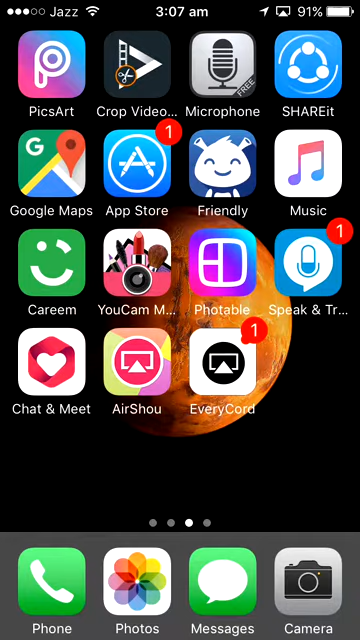 Jazz 3:07 am 91%
PicsArt Crop Video... Microphone SHAREit
FREE
G
1
Google Maps App Store Friendly Music
1
Careem YouCam M... Photable Speak & Tr...
1
Chat & Meet AirShou EveryCord
Phone Photos Messages Camera